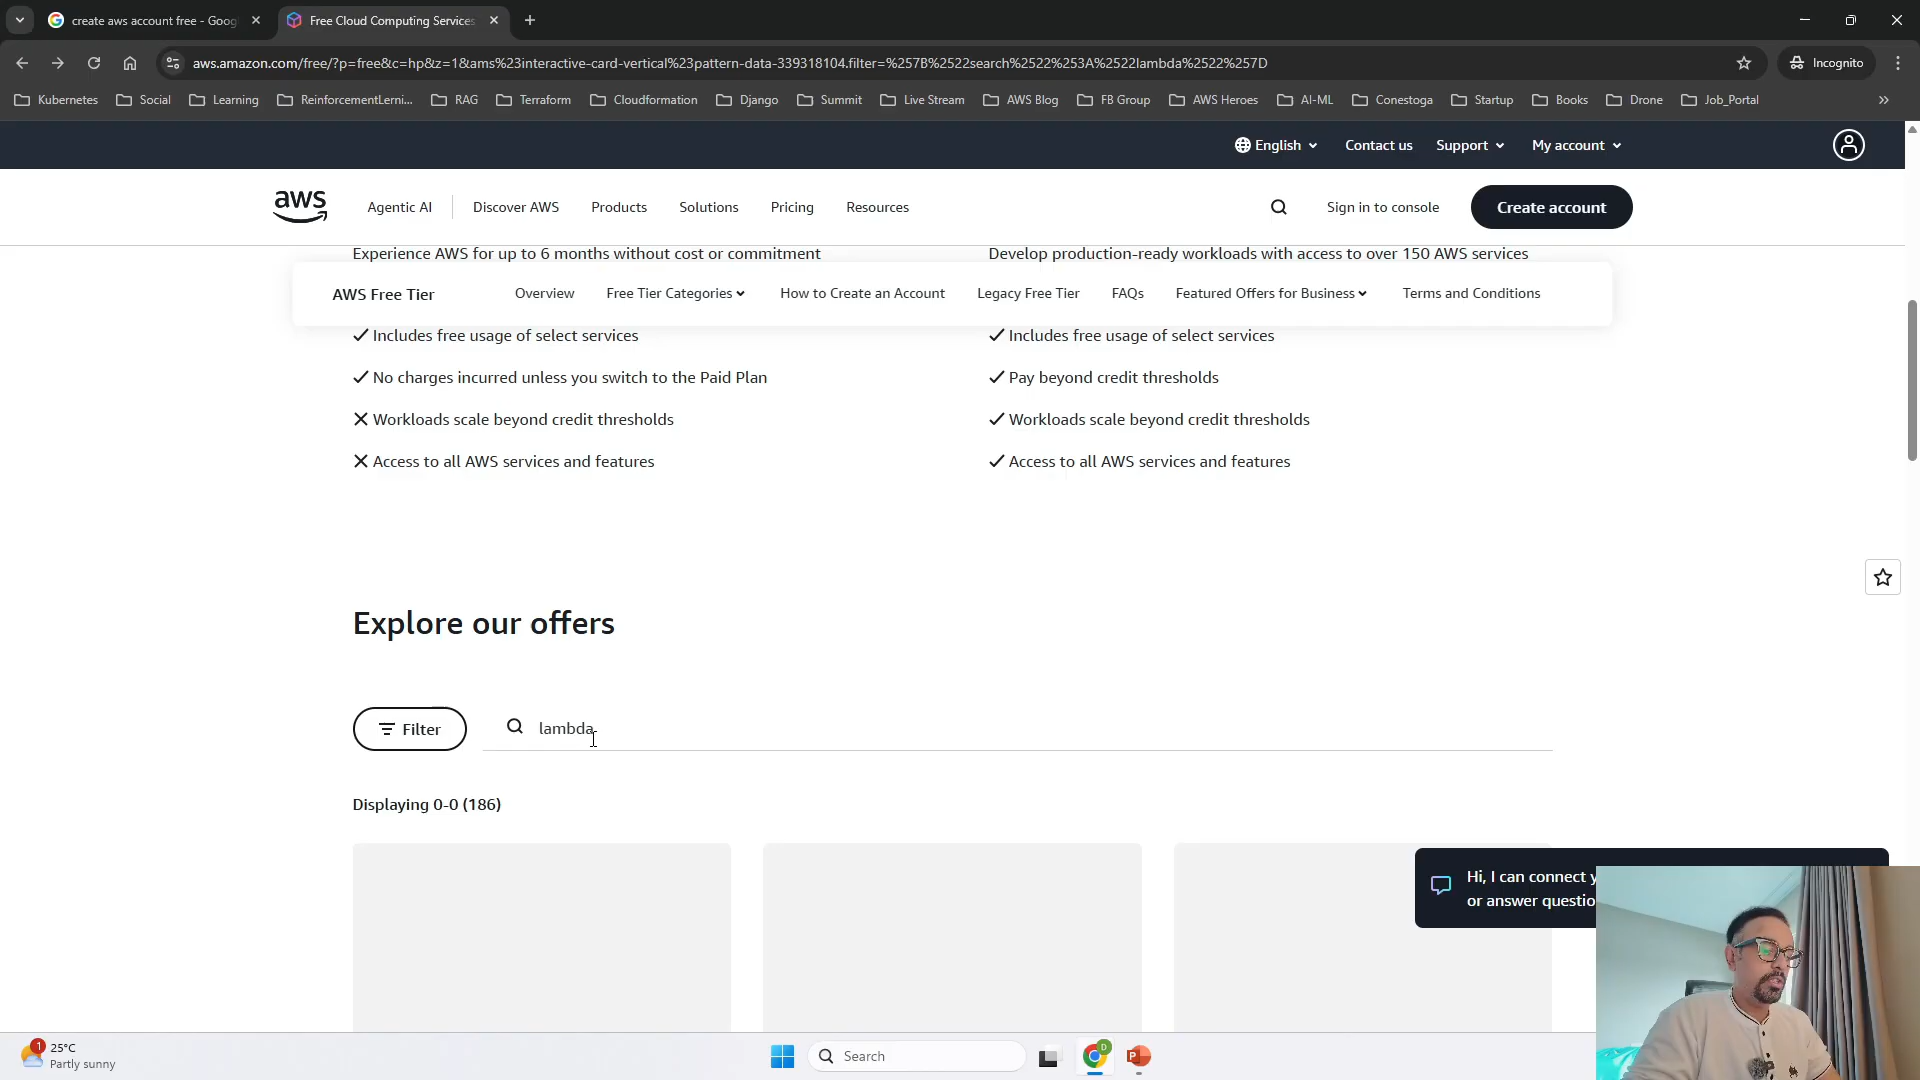 create aws account free - Goog
Free Cloud Computing Services
aws.amazon.com/free/?p=free&c=hp&z=1&ams%23interactive-card-vertical%23pattern-data-339318104.filter=%257B%2522search%2522%253A%2522lambda%2522%257D
Incognito
Kubernetes Social Learning ReinforcementLerni... RAG Terraform Cloudformation Django Summit Live Stream AWS Blog FB Group AWS Heroes AI-ML Conestoga Startup Books Drone Job_Portal »
English Contact us Support My account
aws Agentic AI Discover AWS Products Solutions Pricing Resources Sign in to console Create account
Experience AWS for up to 6 months without cost or commitment
Develop production-ready workloads with access to over 150 AWS services
AWS Free Tier Overview Free Tier Categories How to Create an Account Legacy Free Tier FAQs Featured Offers for Business Terms and Conditions
Includes free usage of select services
No charges incurred unless you switch to the Paid Plan
Workloads scale beyond credit thresholds
Access to all AWS services and features
Includes free usage of select services
Pay beyond credit thresholds
Workloads scale beyond credit thresholds
Access to all AWS services and features
Explore our offers
Filter
lambda
Displaying 0-0 (186)
Hi, I can connect
or answer questio
1
25°C
Partly sunny
Search
D
P